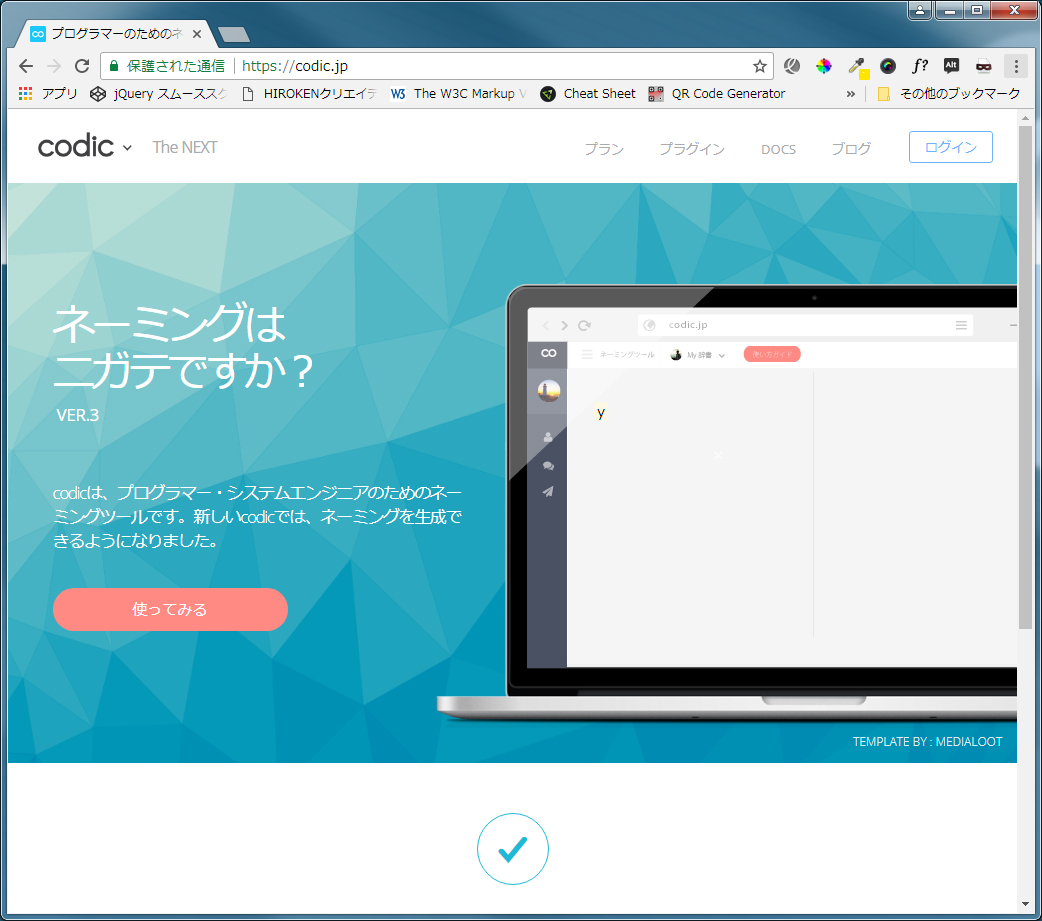 プログラマーのためのネ
保護された通信 https://codic.jp
アプリ jQuery スムーススク HIROKENクリエイテ W3 The W3C Markup V Cheat Sheet QR Code Generator » その他のブックマーク
codic The NEXT プラン プラグイン DOCS ブログ ログイン
ネーミングは
ニガテですか？
VER.3
codicは、プログラマー・システムエンジニアのためのネー
ミングツールです。新しいcodicでは、ネーミングを生成で
きるようになりました。
使ってみる
codic.jp
ネーミングツール My 辞書 使い方ガイド
y
TEMPLATE BY : MEDIALOOT